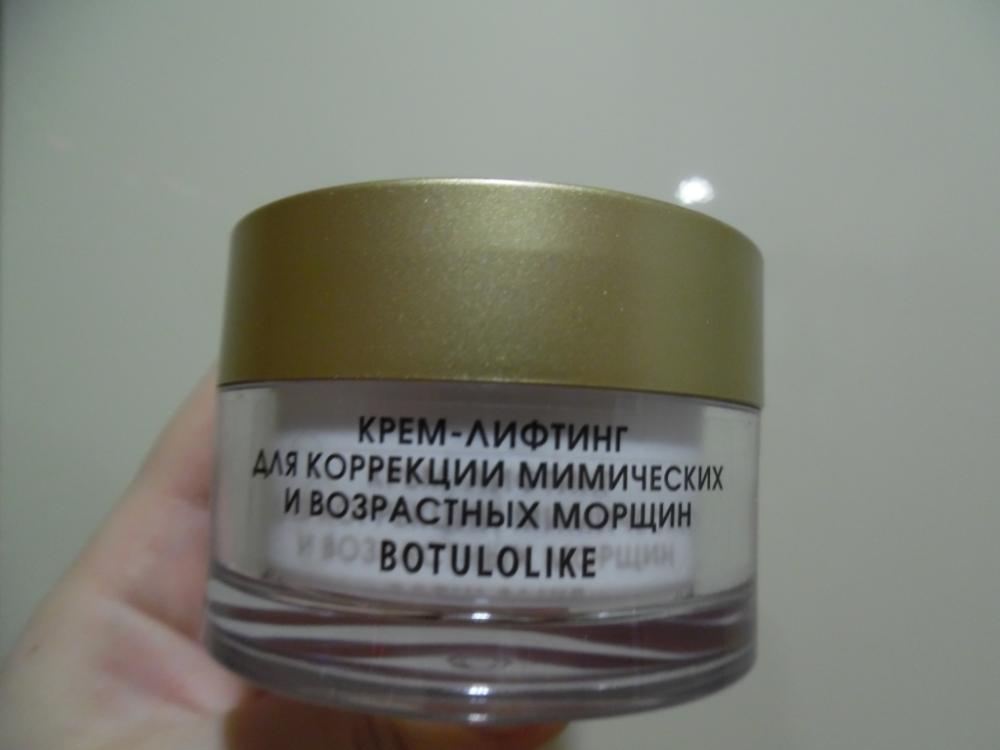 КРЕМ-ЛИФТИНГ
ДЛЯ КОРРЕКЦИИ МИМИЧЕСКИХ
И ВОЗРАСТНЫХ МОРЩИН
BOTULOLIKE